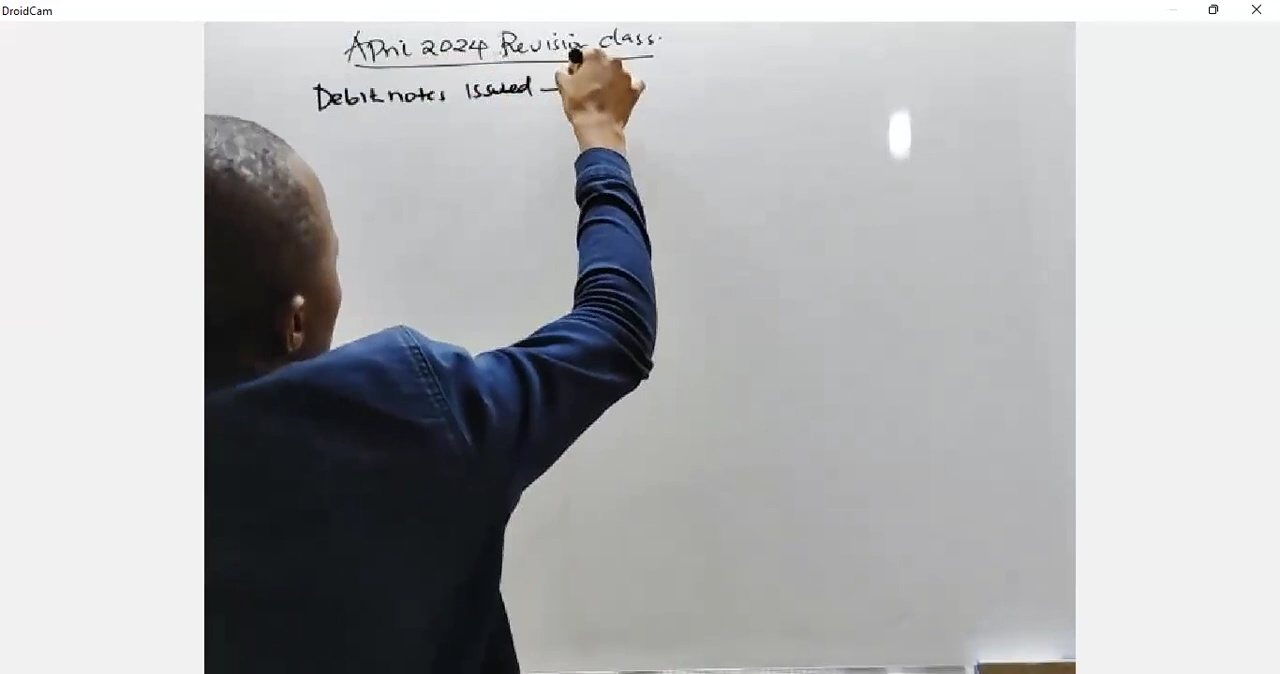 DroidCam
April 2024 Revision class.
Debit notes issued –